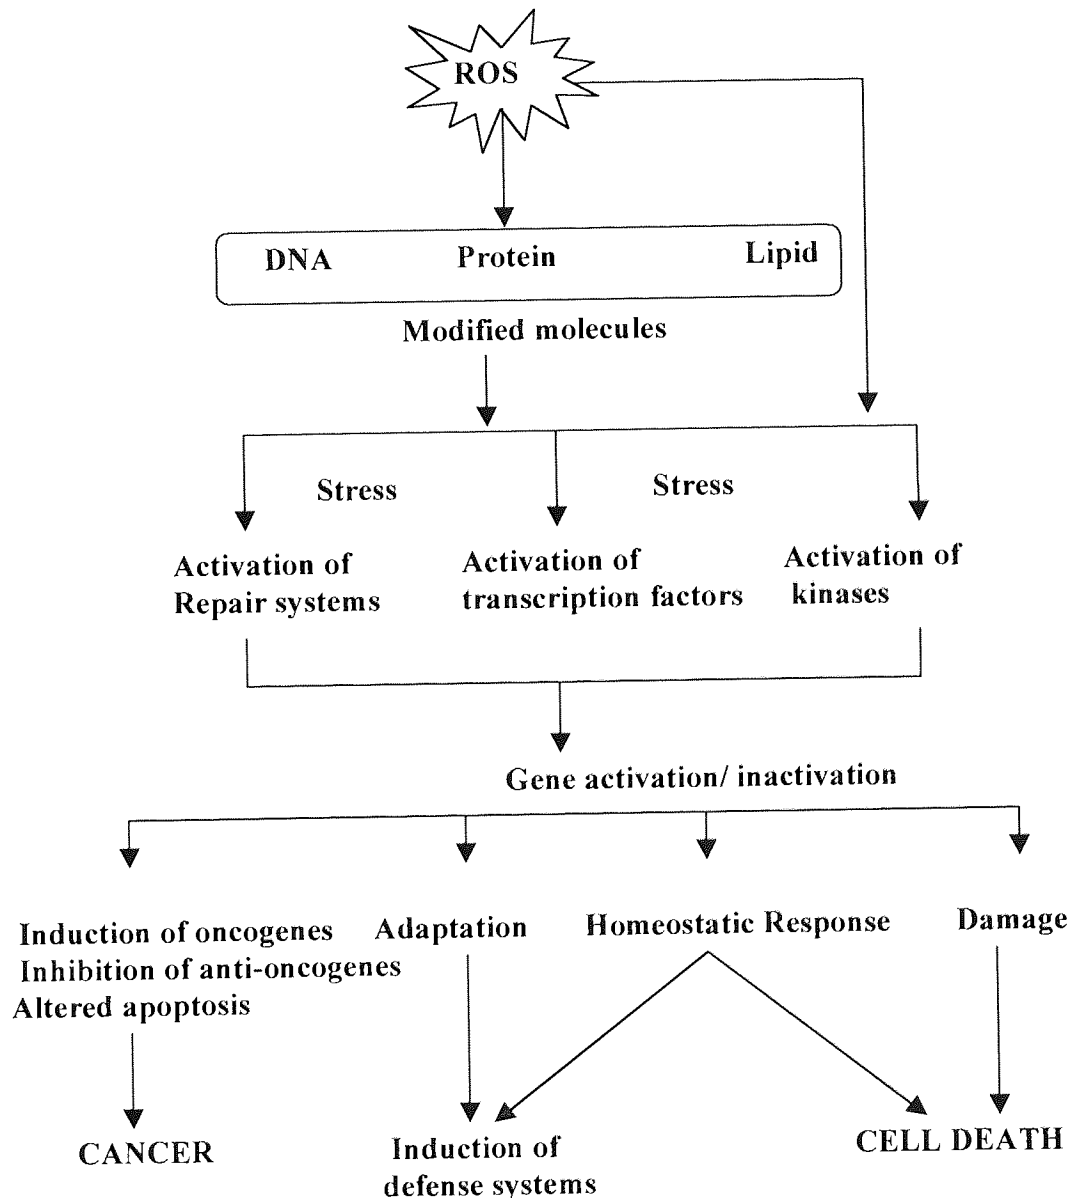 ROS
DNA Protein Lipid
Modified molecules
Stress Stress
Activation of
Repair systems
Activation of
transcription factors
Activation of
kinases
Gene activation/ inactivation
Induction of oncogenes
Inhibition of anti-oncogenes
Altered apoptosis
Adaptation
Homeostatic Response
Damage
CANCER
Induction of
defense systems
CELL DEATH